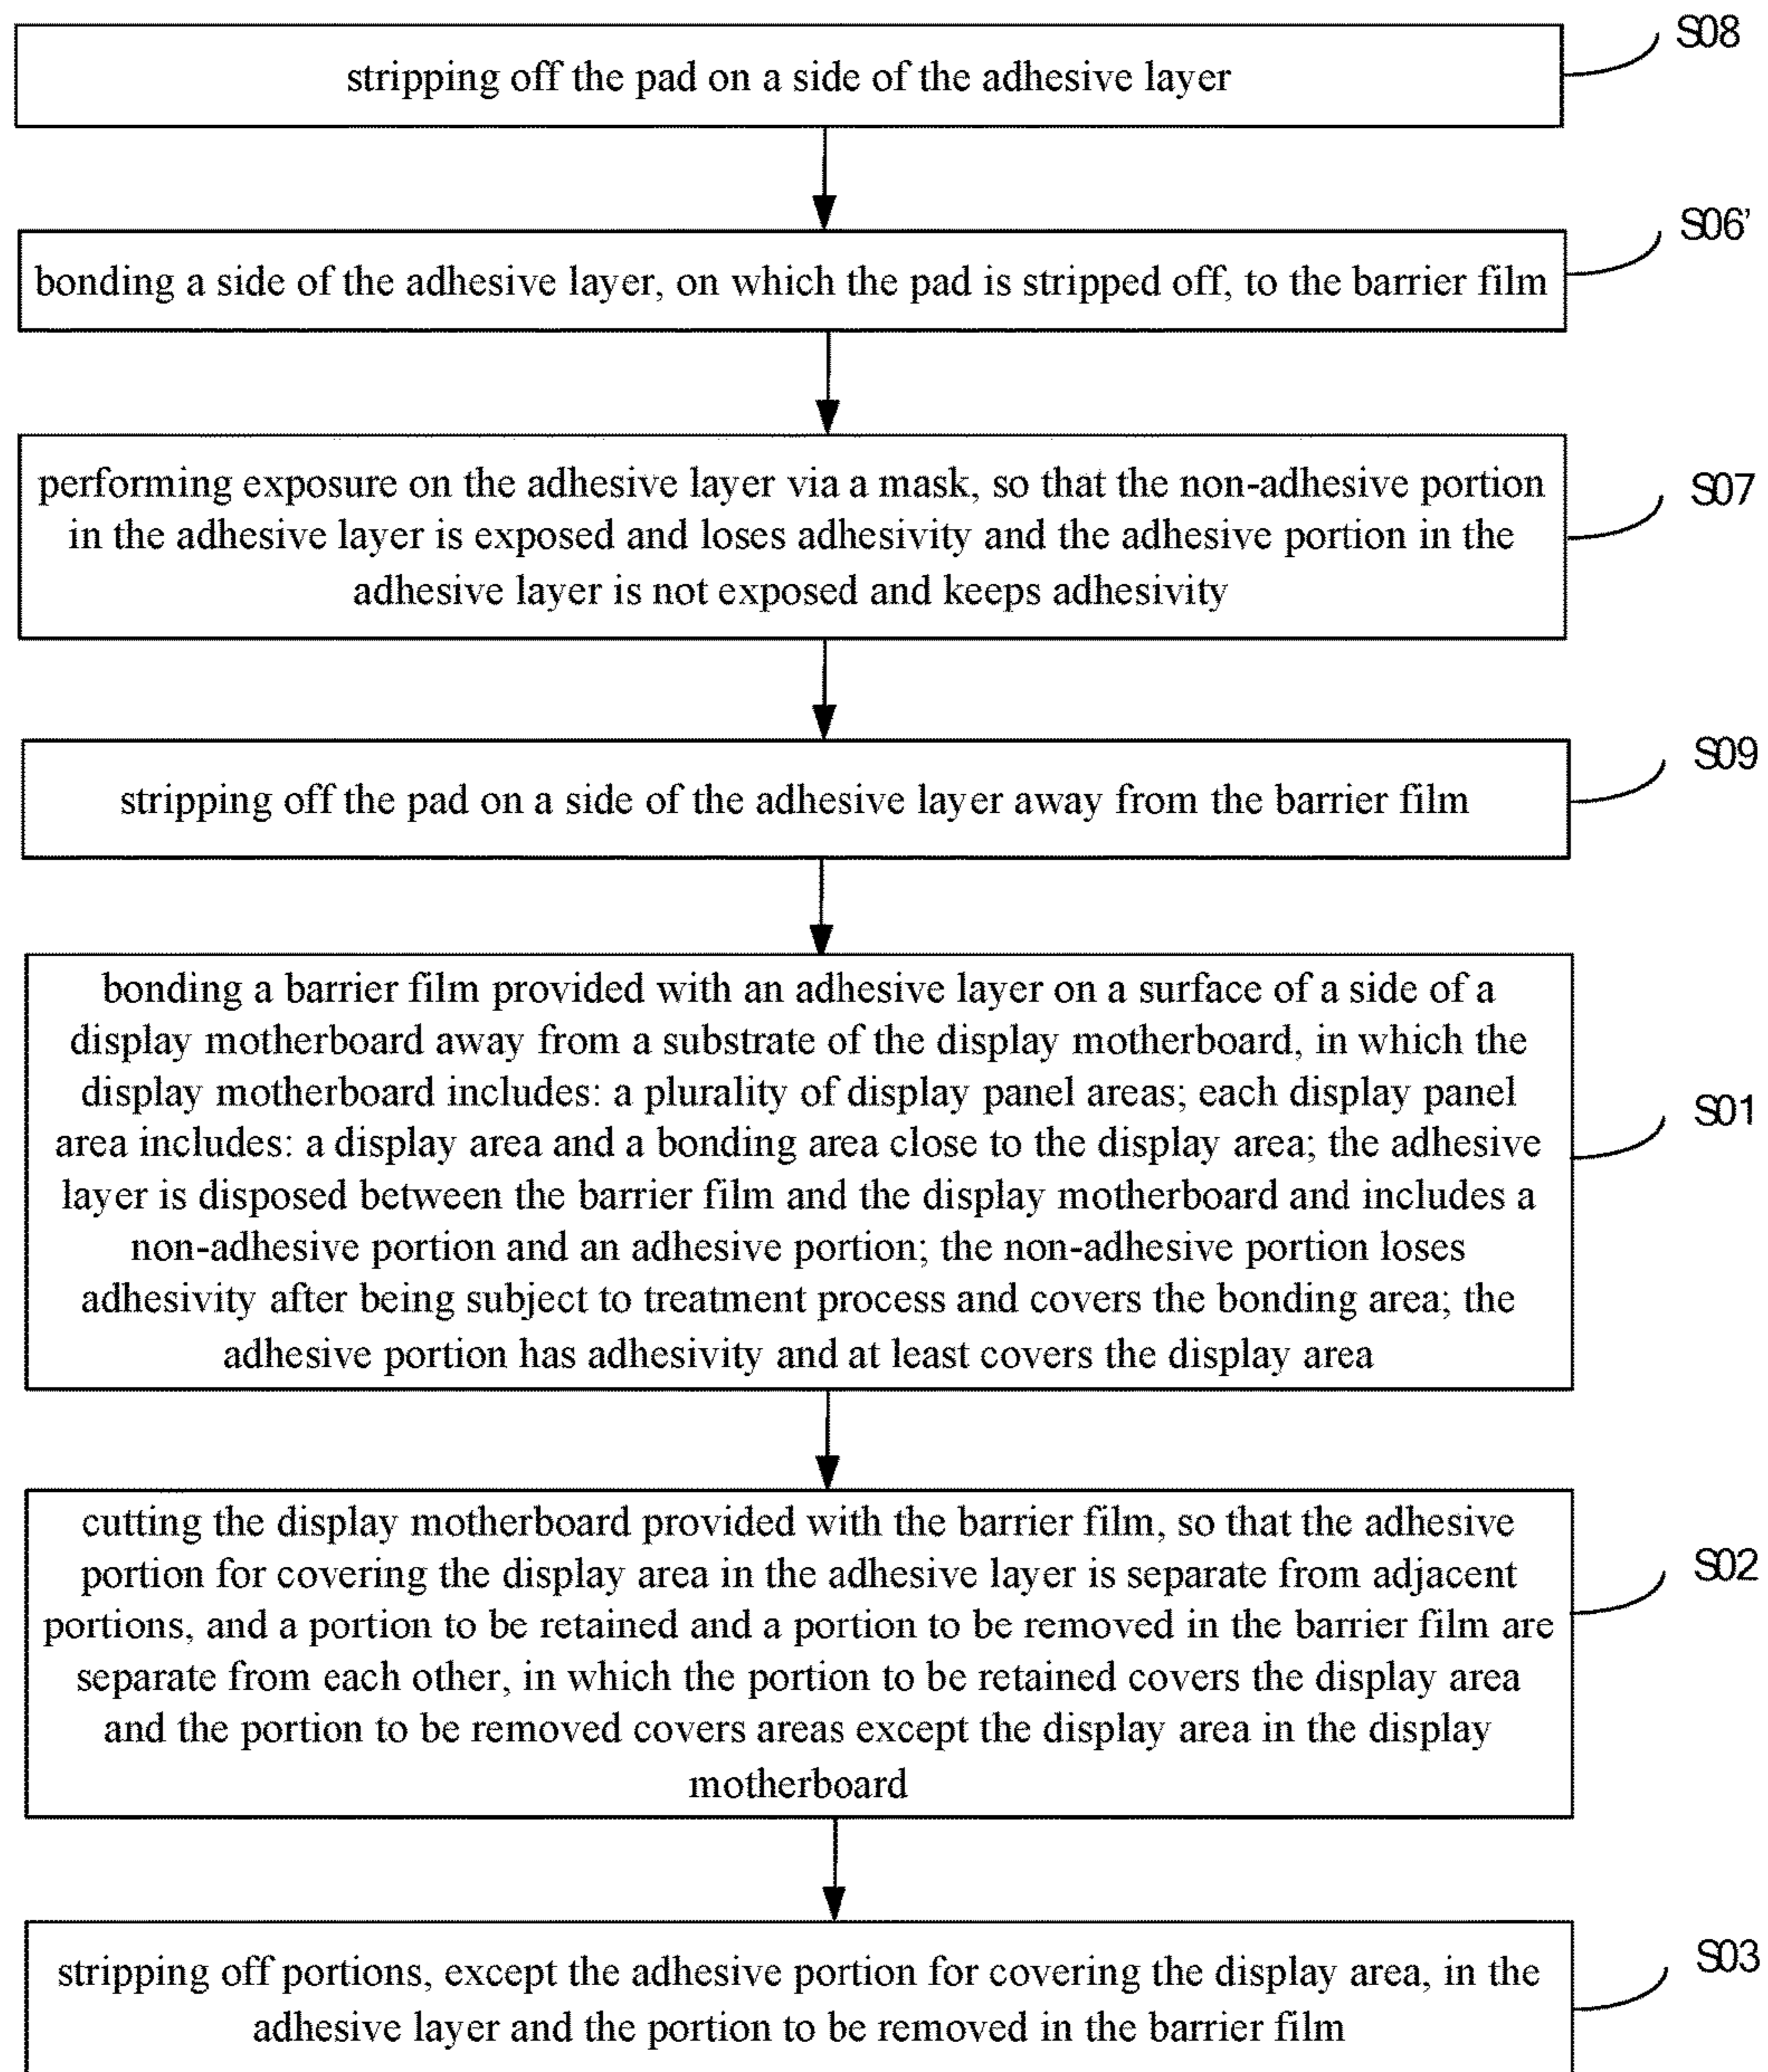 S08
stripping off the pad on a side of the adhesive layer
S06’
bonding a side of the adhesive layer, on which the pad is stripped off, to the barrier film
S07
performing exposure on the adhesive layer via a mask, so that the non-adhesive portion
in the adhesive layer is exposed and loses adhesivity and the adhesive portion in the
adhesive layer is not exposed and keeps adhesivity
S09
stripping off the pad on a side of the adhesive layer away from the barrier film
S01
bonding a barrier film provided with an adhesive layer on a surface of a side of a
display motherboard away from a substrate of the display motherboard, in which the
display motherboard includes: a plurality of display panel areas; each display panel
area includes: a display area and a bonding area close to the display area; the adhesive
layer is disposed between the barrier film and the display motherboard and includes a
non-adhesive portion and an adhesive portion; the non-adhesive portion loses
adhesivity after being subject to treatment process and covers the bonding area; the
adhesive portion has adhesivity and at least covers the display area
S02
cutting the display motherboard provided with the barrier film, so that the adhesive
portion for covering the display area in the adhesive layer is separate from adjacent
portions, and a portion to be retained and a portion to be removed in the barrier film are
separate from each other, in which the portion to be retained covers the display area
and the portion to be removed covers areas except the display area in the display
motherboard
S03
stripping off portions, except the adhesive portion for covering the display area, in the
adhesive layer and the portion to be removed in the barrier film